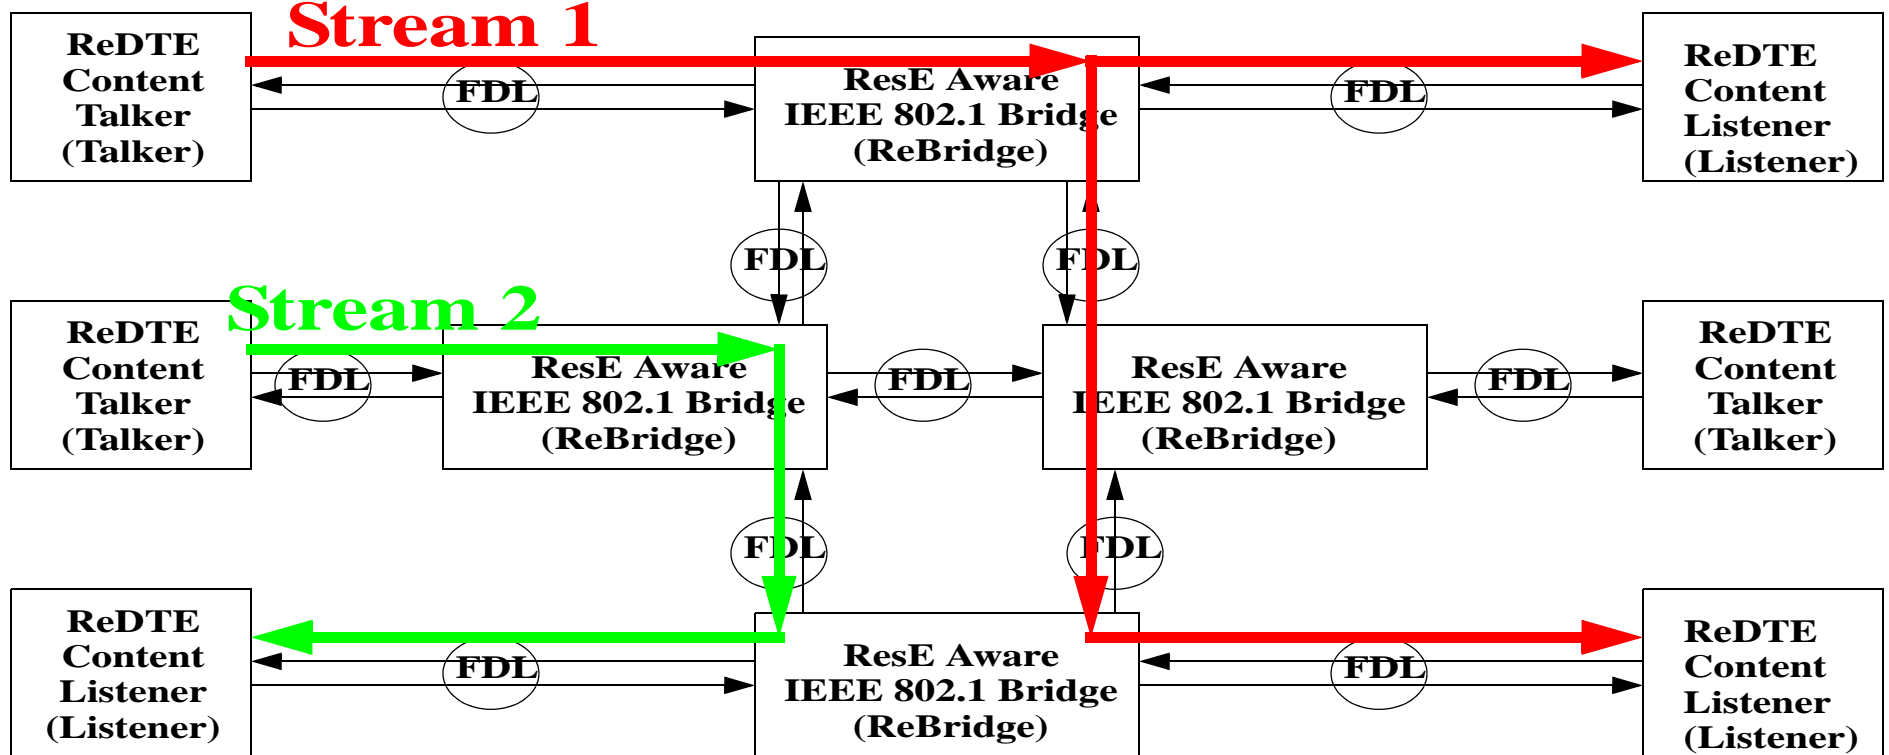 Stream 1
ReDTE
Content
Talker
(Talker)
FDL
ResE Aware
IEEE 802.1 Bridge
(ReBridge)
FDL
ReDTE
Content
Listener
(Listener)
FDL
FDL
Stream 2
ReDTE
Content
Talker
(Talker)
FDL
ResE Aware
IEEE 802.1 Bridge
(ReBridge)
FDL
ResE Aware
IEEE 802.1 Bridge
(ReBridge)
FDL
ReDTE
Content
Talker
(Talker)
FDL
FDL
ReDTE
Content
Listener
(Listener)
FDL
ResE Aware
IEEE 802.1 Bridge
(ReBridge)
FDL
ReDTE
Content
Listener
(Listener)